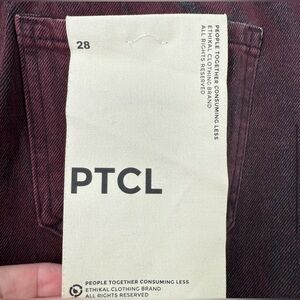 28
PEOPLE TOGETHER CONSUMING LESS
ETHIKAL CLOTHING BRAND
ALL RIGHTS RESERVED
PTCL
PEOPLE TOGETHER CONSUMING LESS
ETHIKAL CLOTHING BRAND
ALL RIGHTS RESERVED